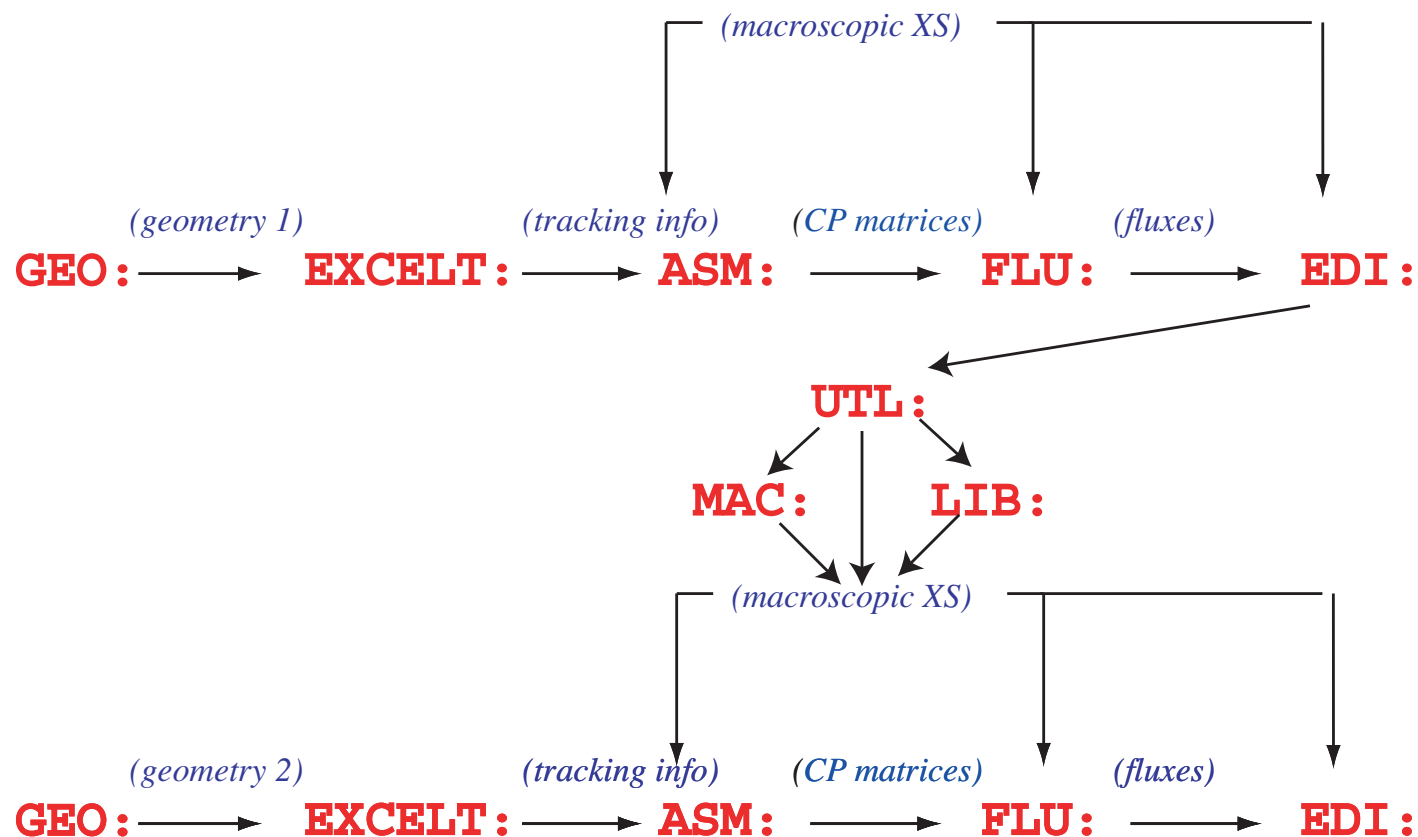 (macroscopic XS)
(geometry 1) (tracking info) (CP matrices) (fluxes)
GEO: EXCELT: ASM: FLU: EDI:
UTL:
MAC: LIB:
(macroscopic XS)
(geometry 2) (tracking info) (CP matrices) (fluxes)
GEO: EXCELT: ASM: FLU: EDI: